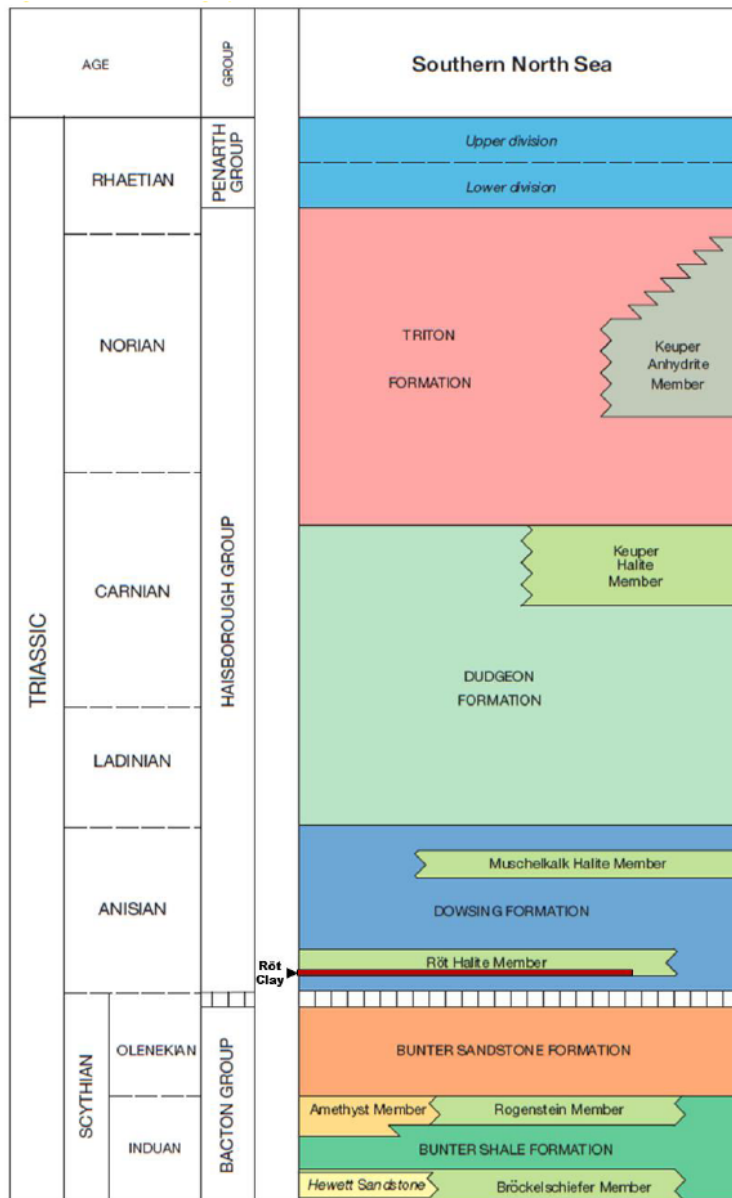 AGE
GROUP
Southern North Sea
TRIASSIC
RHAETIAN
PENARTH
GROUP
Upper division
Lower division
NORIAN
HAISBOROUGH GROUP
TRITON
FORMATION
Keuper
Anhydrite
Member
CARNIAN
Keuper
Halite
Member
DUDGEON
FORMATION
LADINIAN
ANISIAN
Muschelkalk Halite Member
DOWSING FORMATION
Röt Halite Member
Röt
Clay
SCYTHIAN
OLENEKIAN
BACTON GROUP
BUNTER SANDSTONE FORMATION
Amethyst Member
Rogenstein Member
INDUAN
BUNTER SHALE FORMATION
Hewett Sandstone
Bröckelschiefer Member